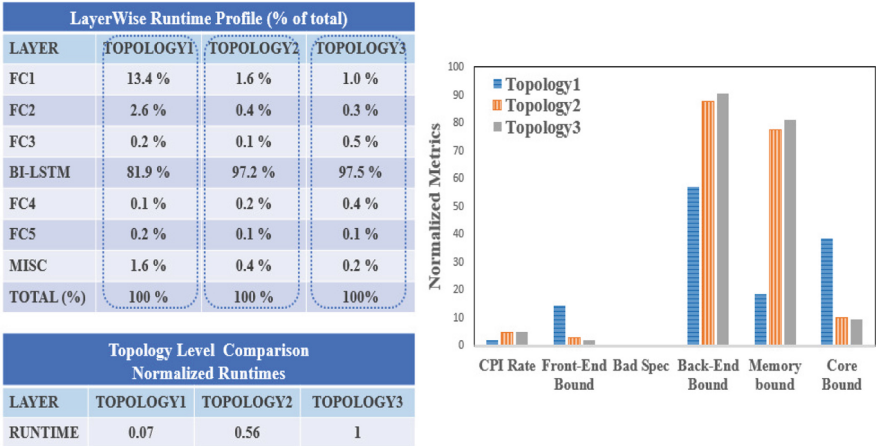 LayerWise Runtime Profile (% of total)
LAYER TOPOLOGY1 TOPOLOGY2 TOPOLOGY3
FC1 13.4 % 1.6 % 1.0 %
FC2 2.6 % 0.4 % 0.3 %
FC3 0.2 % 0.1 % 0.5 %
BI-LSTM 81.9 % 97.2 % 97.5 %
FC4 0.1 % 0.2 % 0.4 %
FC5 0.2 % 0.1 % 0.1 %
MISC 1.6 % 0.4 % 0.2 %
TOTAL (%) 100 % 100 % 100%
Topology Level Comparison
Normalized Runtimes
LAYER TOPOLOGY1 TOPOLOGY2 TOPOLOGY3
RUNTIME 0.07 0.56 1
Normalized Metrics
100
90
80
70
60
50
40
30
20
10
0
Topology1
Topology2
Topology3
CPI Rate Front-End Bad Spec Back-End Memory Core
Bound Bound bound Bound